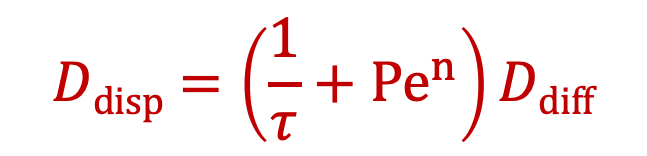 D_disp = (1/τ + Pe^n) D_diff